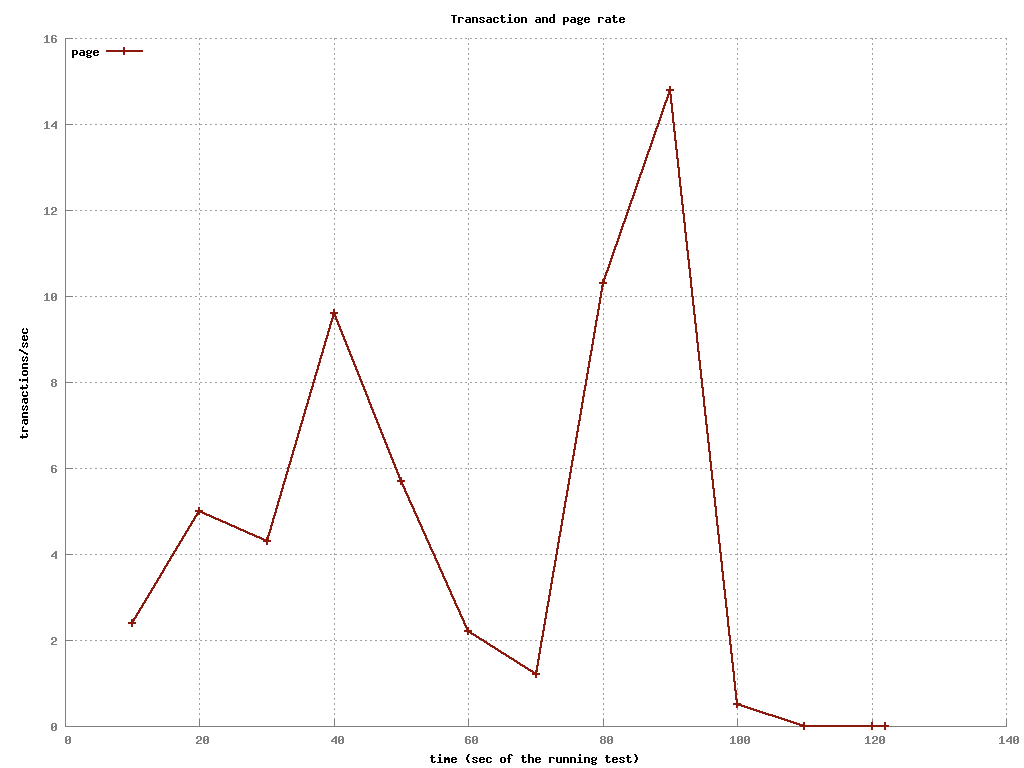 Transaction and page rate
16
page
14
12
10
8
6
4
2
0
transactions/sec
0 20 40 60 80 100 120 140
time (sec of the running test)